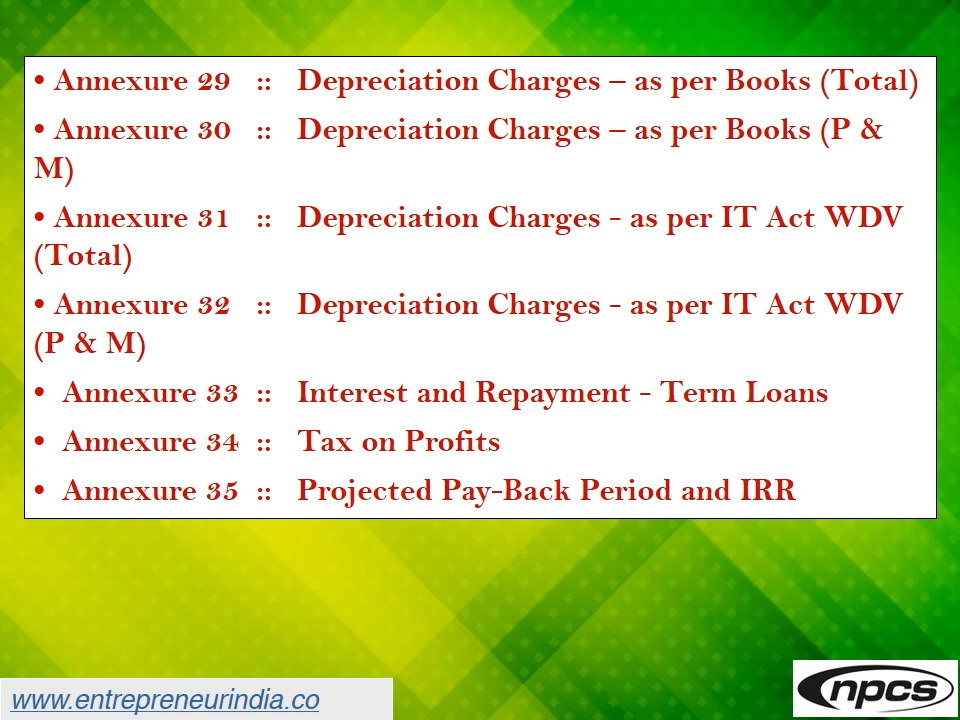 • Annexure 29 :: Depreciation Charges – as per Books (Total)
• Annexure 30 :: Depreciation Charges – as per Books (P &
M)
• Annexure 31 :: Depreciation Charges - as per IT Act WDV
(Total)
• Annexure 32 :: Depreciation Charges - as per IT Act WDV
(P & M)
• Annexure 33 :: Interest and Repayment - Term Loans
• Annexure 34 :: Tax on Profits
• Annexure 35 :: Projected Pay-Back Period and IRR
www.entrepreneurindia.co
npcs